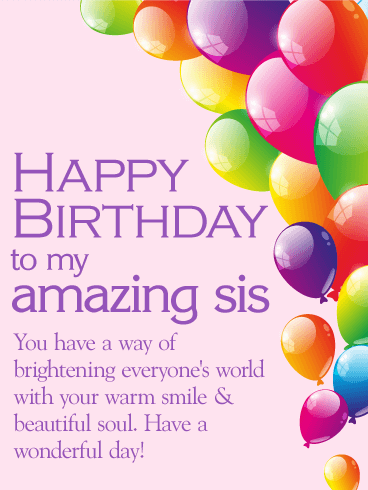 HAPPY
BIRTHDAY
to my
amazing sis
You have a way of
brightening everyone's world
with your warm smile &
beautiful soul. Have a
wonderful day!